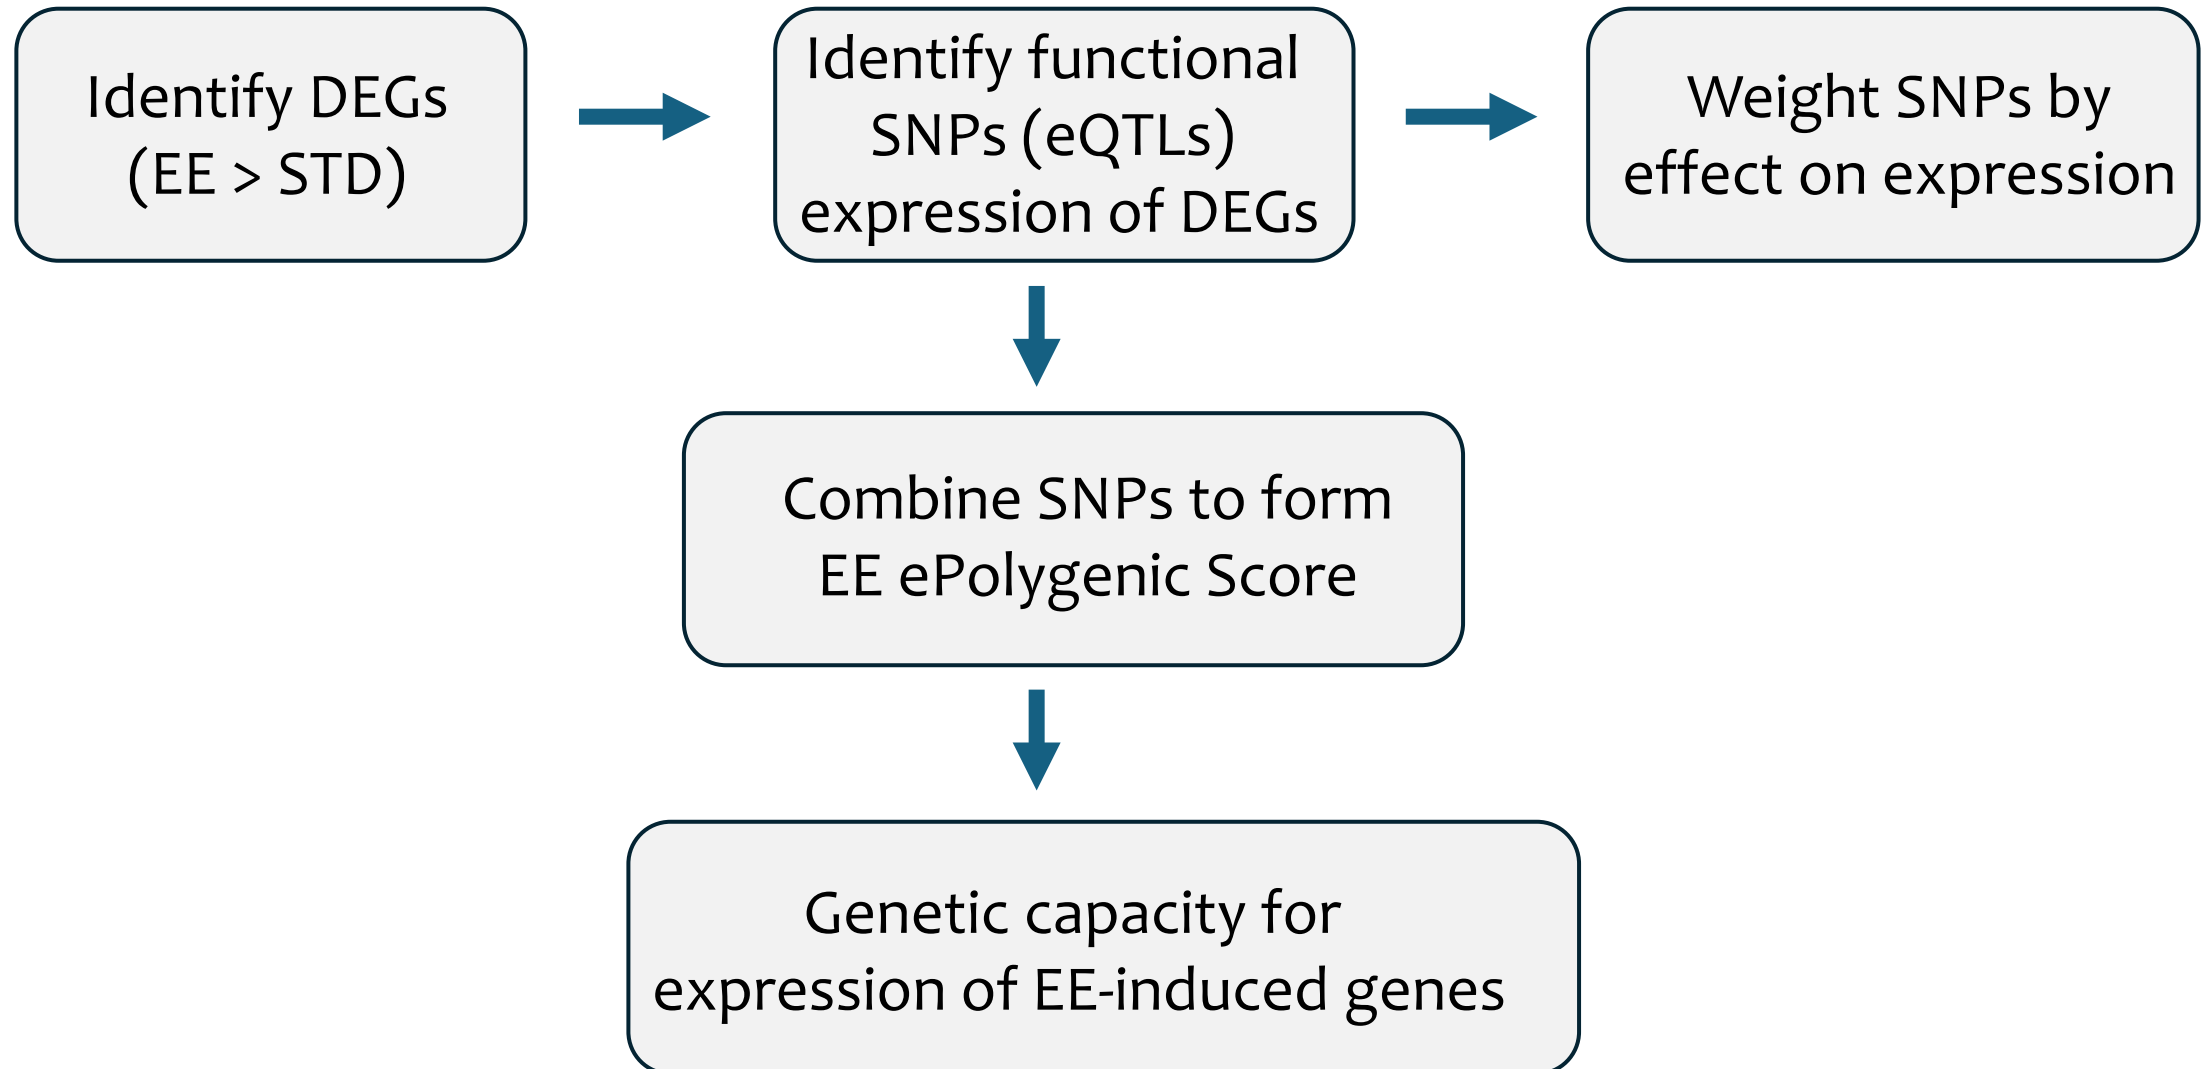 Identify DEGs
(EE > STD)
Identify functional
SNPs (eQTLs)
expression of DEGs
Weight SNPs by
effect on expression
Combine SNPs to form
EE ePolygenic Score
Genetic capacity for
expression of EE-induced genes